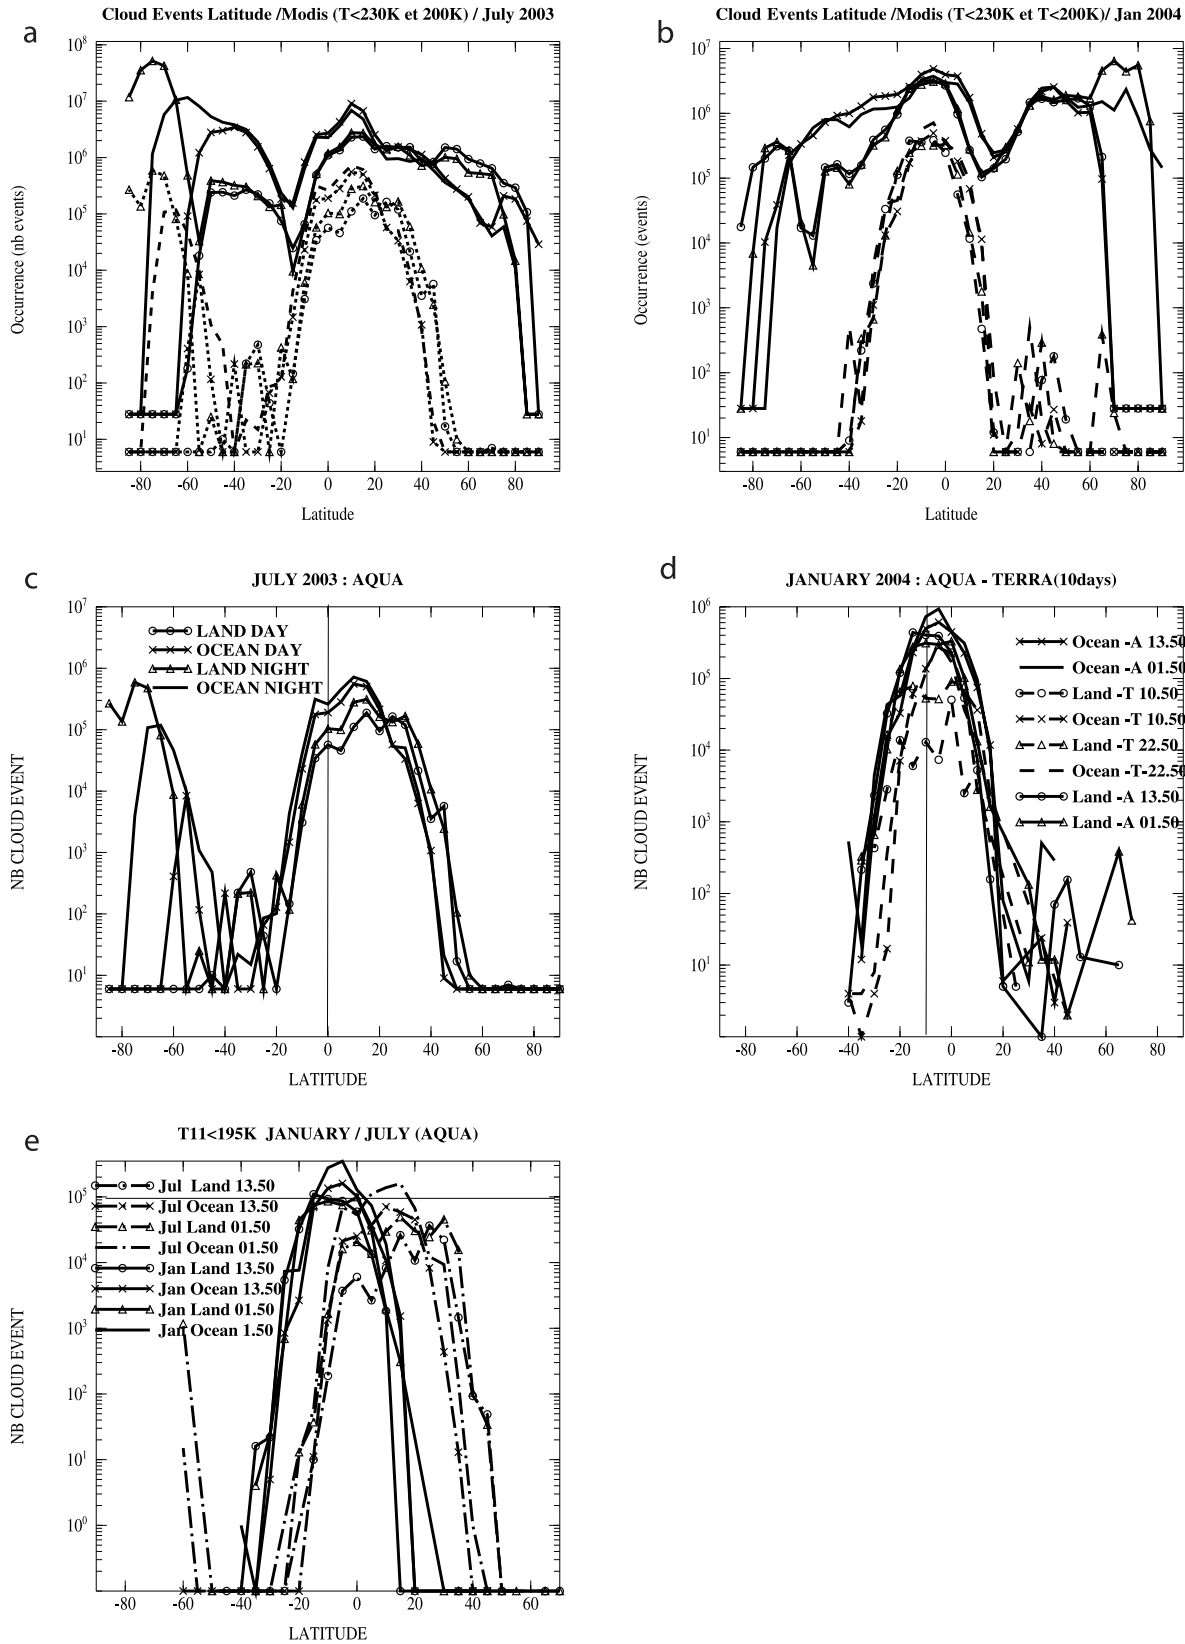 a
Cloud Events Latitude /Modis (T<230K et 200K) / July 2003
10^8
10^7
10^6
10^5
10^4
10^3
10^2
10^1
Occurrence (nb events)
-80 -60 -40 -20 0 20 40 60 80
Latitude
b
Cloud Events Latitude /Modis (T<230K et T<200K)/ Jan 2004
10^7
10^6
10^5
10^4
10^3
10^2
10^1
Occurrence (events)
-80 -60 -40 -20 0 20 40 60 80
Latitude
c
JULY 2003 : AQUA
10^7
10^6
10^5
10^4
10^3
10^2
10^1
NB CLOUD EVENT
LAND DAY
OCEAN DAY
LAND NIGHT
OCEAN NIGHT
-80 -60 -40 -20 0 20 40 60 80
LATITUDE
d
JANUARY 2004 : AQUA - TERRA(10days)
10^6
10^5
10^4
10^3
10^2
10^1
NB CLOUD EVENT
Ocean -A 13.50
Ocean -A 01.50
Land -T 10.50
Ocean -T 10.50
Land -T 22.50
Ocean -T-22.50
Land -A 13.50
Land -A 01.50
-80 -60 -40 -20 0 20 40 60 80
LATITUDE
e
T11<195K JANUARY / JULY (AQUA)
10^5
10^4
10^3
10^2
10^1
10^0
NB CLOUD EVENT
Jul Land 13.50
Jul Ocean 13.50
Jul Land 01.50
Jul Ocean 01.50
Jan Land 13.50
Jan Ocean 13.50
Jan Land 01.50
Jan Ocean 1.50
-80 -60 -40 -20 0 20 40 60
LATITUDE